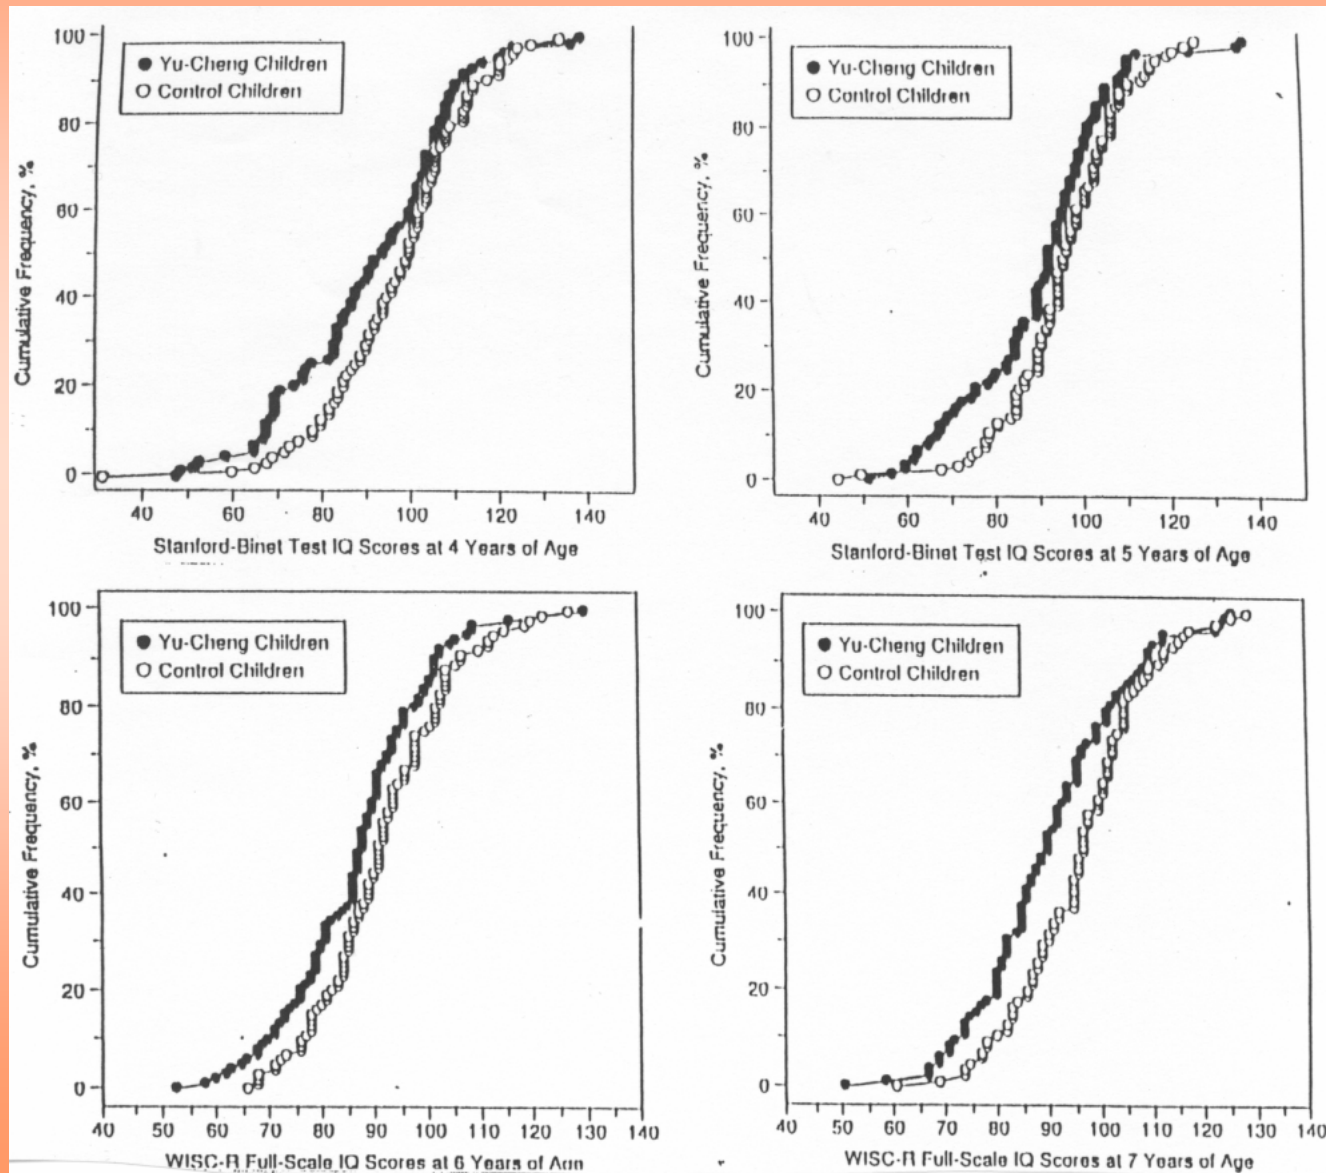 Yu-Cheng Children
Control Children
Cumulative Frequency, %
100
80
60
40
20
0
40 60 80 100 120 140
Stanford-Binet Test IQ Scores at 4 Years of Age
Yu-Cheng Children
Control Children
Cumulative Frequency, %
100
80
60
40
20
0
40 60 80 100 120 140
Stanford-Binet Test IQ Scores at 5 Years of Age
Yu-Cheng Children
Control Children
Cumulative Frequency, %
100
80
60
40
20
0
40 50 60 70 80 90 100 110 120 130 140
WISC-R Full-Scale IQ Scores at 6 Years of Age
Yu-Cheng Children
Control Children
Cumulative Frequency, %
100
80
60
40
20
0
40 50 60 70 80 90 100 110 120 130 140
WISC-R Full-Scale IQ Scores at 7 Years of Age